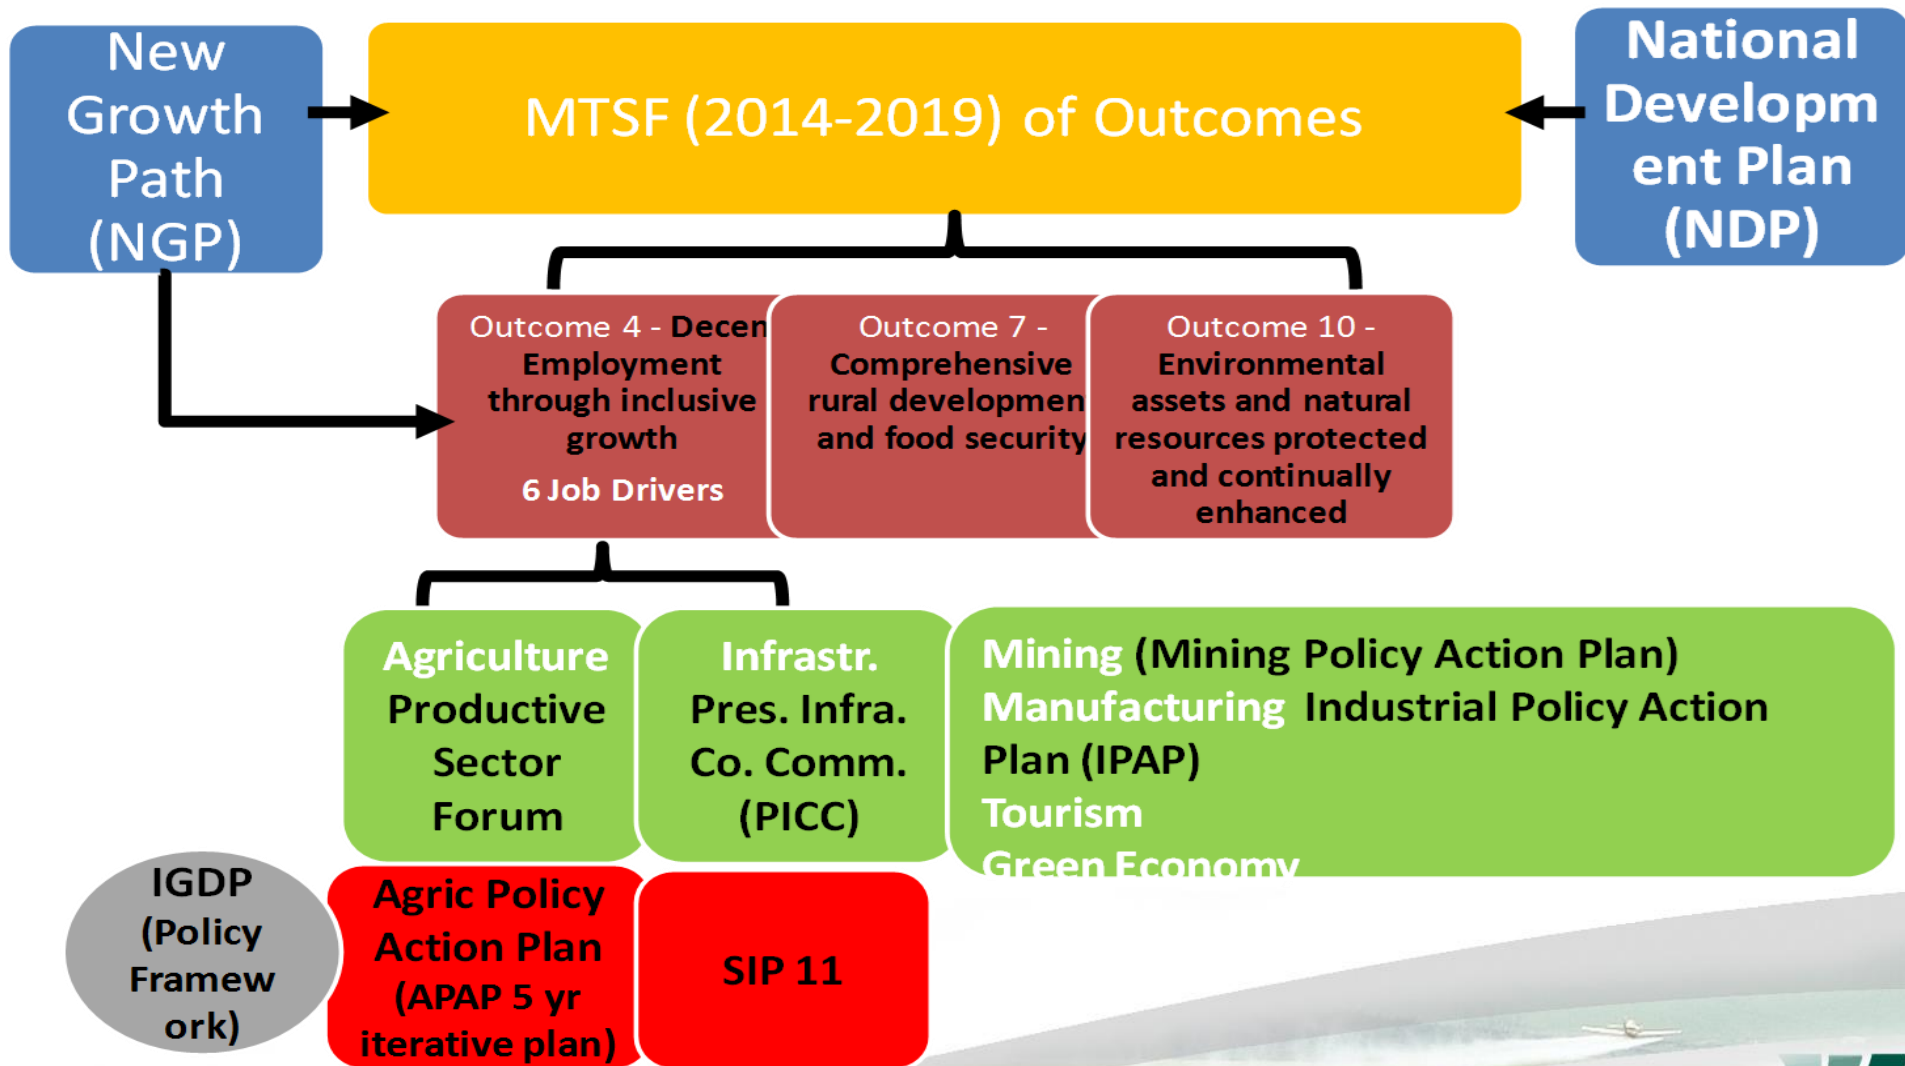 New
Growth
Path
(NGP)
MTSF (2014-2019) of Outcomes
National
Developm
ent Plan
(NDP)
Outcome 4 - Decen
Employment
through inclusive
growth
6 Job Drivers
Outcome 7 -
Comprehensive
rural developmen
and food security
Outcome 10 -
Environmental
assets and natural
resources protected
and continually
enhanced
Agriculture
Productive
Sector
Forum
Infrastr.
Pres. Infra.
Co. Comm.
(PICC)
Mining (Mining Policy Action Plan)
Manufacturing Industrial Policy Action
Plan (IPAP)
Tourism
Green Economy
IGDP
(Policy
Framew
ork)
Agric Policy
Action Plan
(APAP 5 yr
iterative plan)
SIP 11